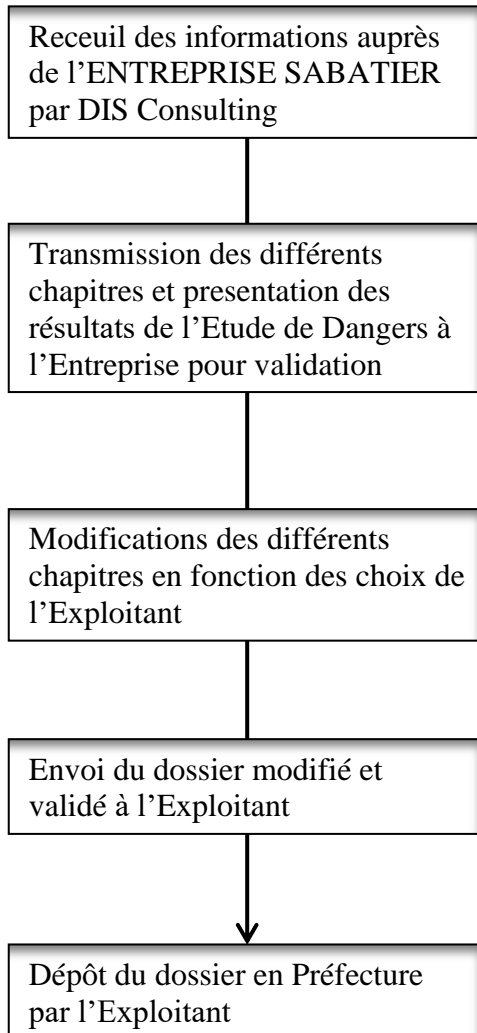 Receuil des informations auprès
de l’ENTREPRISE SABATIER
par DIS Consulting
Transmission des différents
chapitres et presentation des
résultats de l’Etude de Dangers à
l’Entreprise pour validation
Modifications des différents
chapitres en fonction des choix de
l’Exploitant
Envoi du dossier modifié et
validé à l’Exploitant
Dépôt du dossier en Préfecture
par l’Exploitant